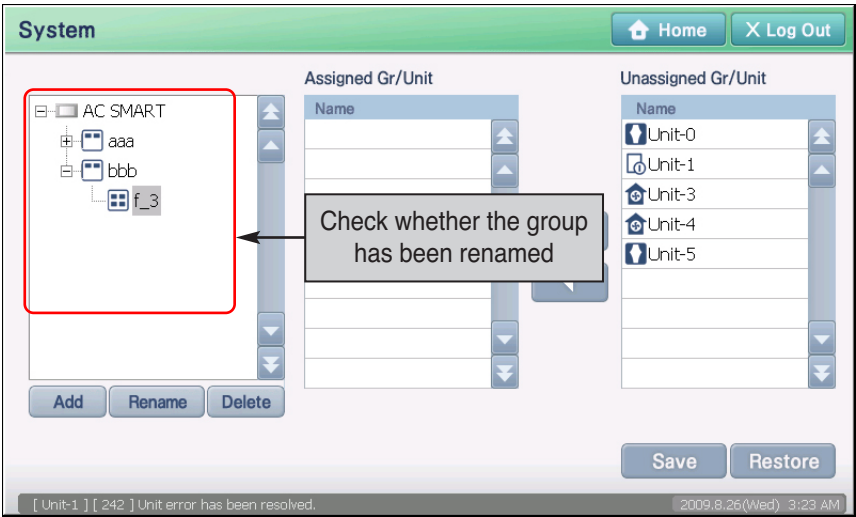 System
Home
X Log Out
AC SMART
aaa
bbb
f_3
Add
Rename
Delete
Assigned Gr/Unit
Name
Check whether the group
has been renamed
Unassigned Gr/Unit
Name
Unit-0
Unit-1
Unit-3
Unit-4
Unit-5
Save
Restore
[ Unit-1 ] [ 242 ] Unit error has been resolved.
2009.8.26(Wed) 3:23 AM